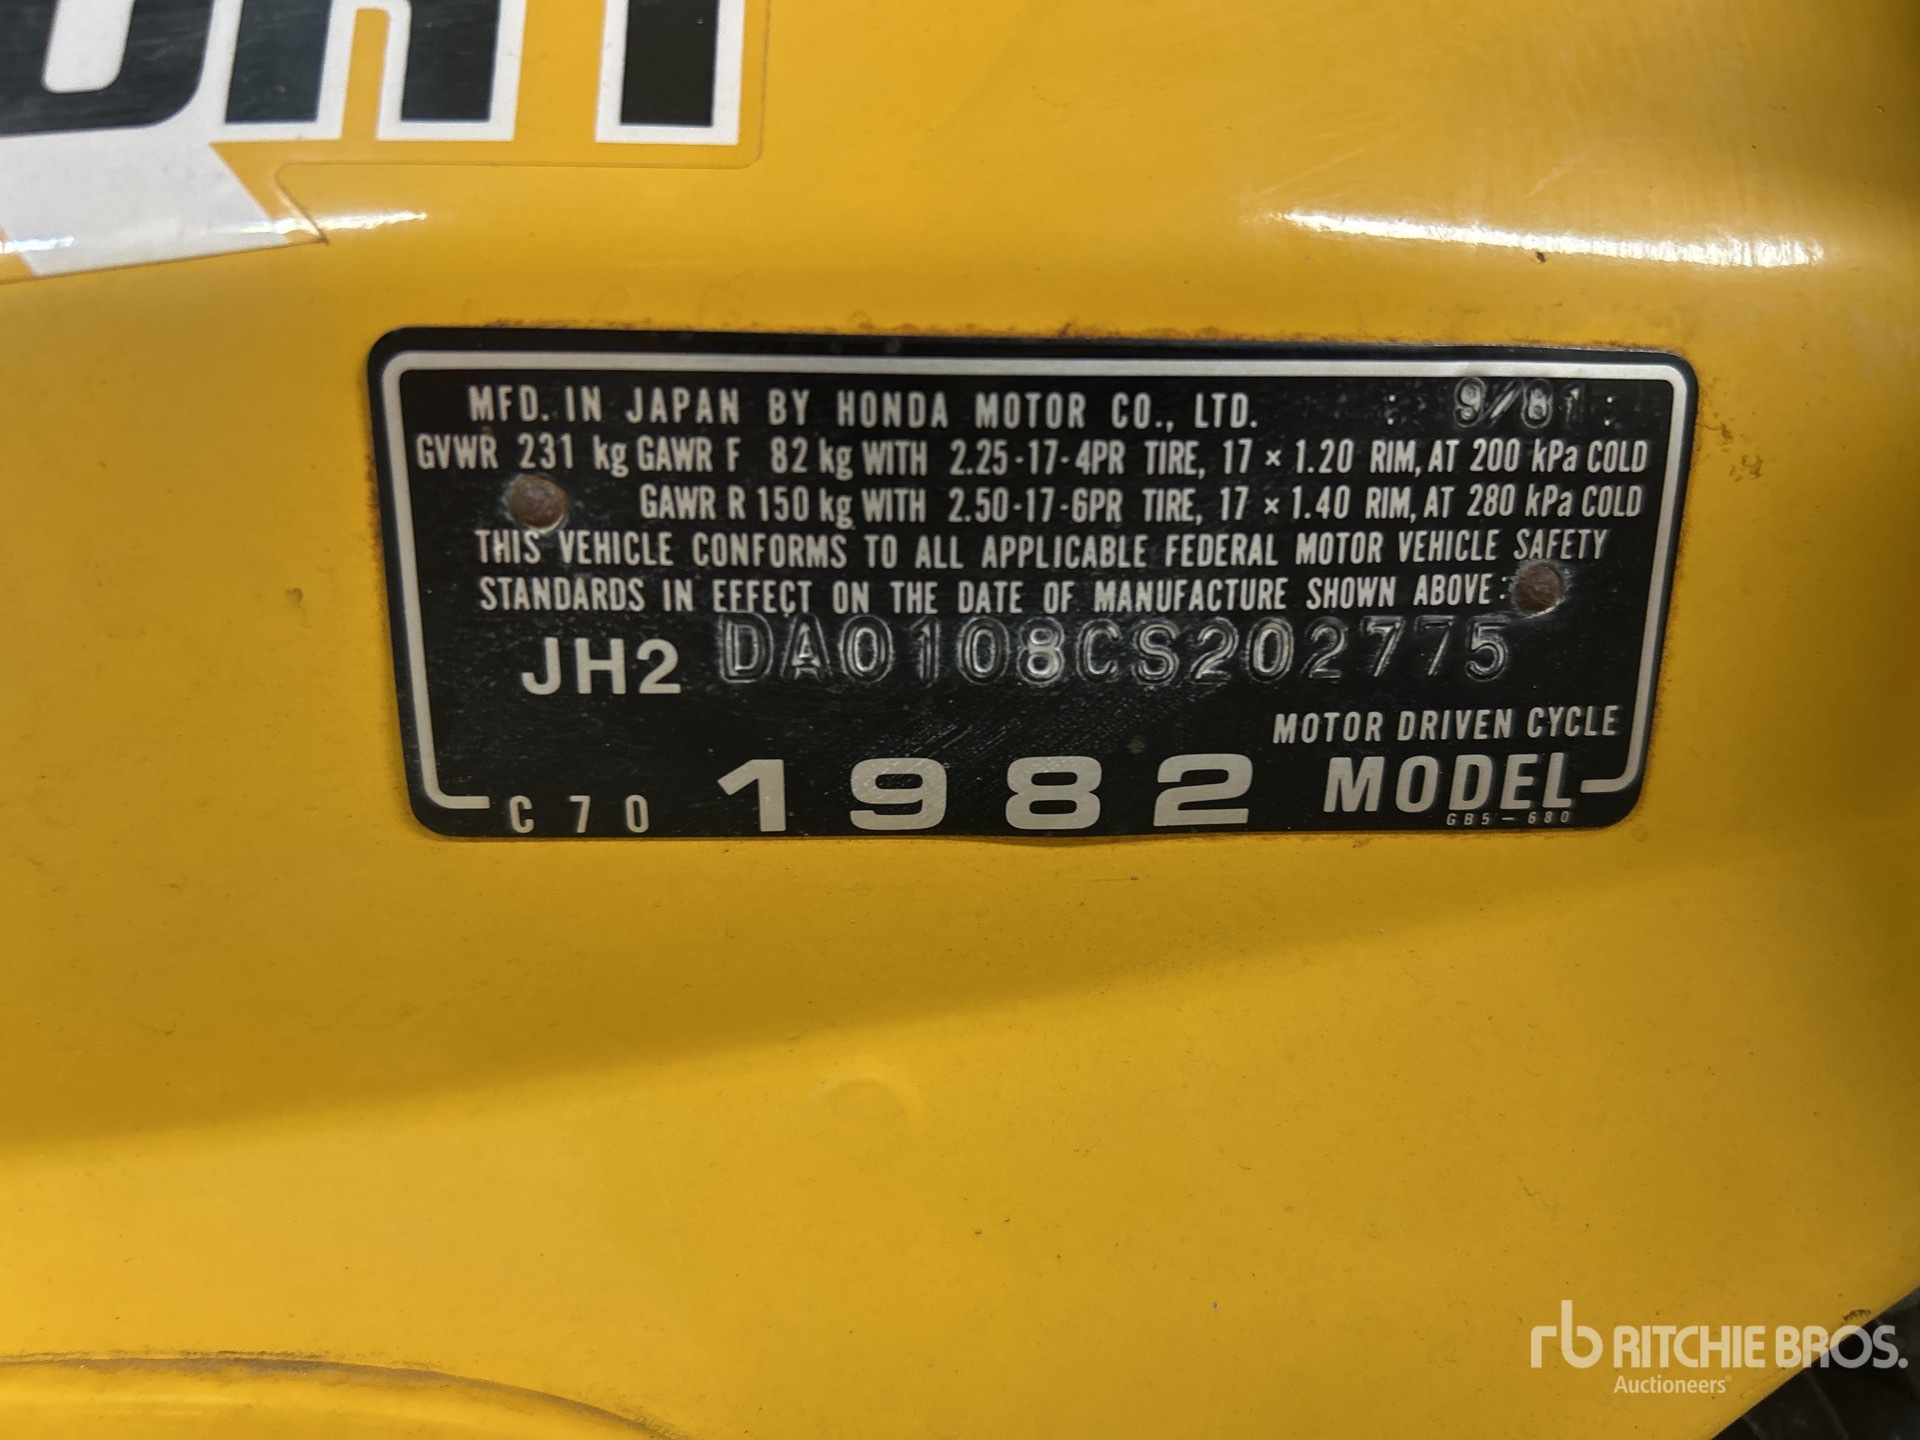 MFD. IN JAPAN BY HONDA MOTOR CO., LTD. : 9/81 :
GVWR 231 kg GAWR F 82 kg WITH 2.25-17-4PR TIRE, 17 × 1.20 RIM, AT 200 kPa COLD
GAWR R 150 kg WITH 2.50-17-6PR TIRE, 17 × 1.40 RIM, AT 280 kPa COLD
THIS VEHICLE CONFORMS TO ALL APPLICABLE FEDERAL MOTOR VEHICLE SAFETY
STANDARDS IN EFFECT ON THE DATE OF MANUFACTURE SHOWN ABOVE:
JH2 DA0108CS202775
MOTOR DRIVEN CYCLE
C70 1982 MODEL
GB5-680
rb RITCHIE BROS.
Auctioneers